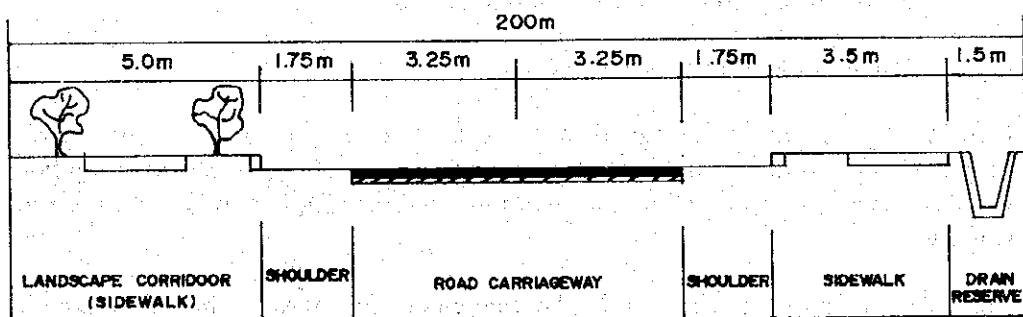 200m
5.0m 1.75m 3.25m 3.25m 1.75m 3.5m 1.5m
LANDSCAPE CORRIDOOR
(SIDEWALK)
SHOULDER
ROAD CARRIAGEWAY
SHOULDER
SIDEWALK
DRAIN
RESERVE